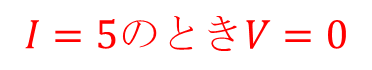 I = 5のときV = 0